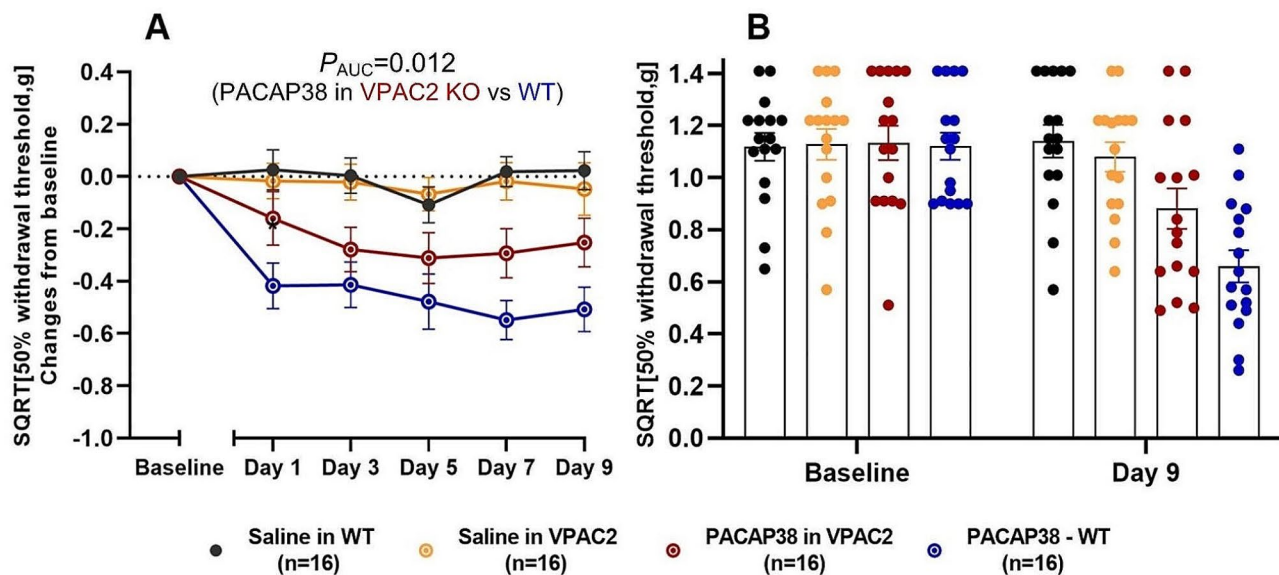 A
P_AUC=0.012
(PACAP38 in VPAC2 KO vs WT)
SQRT[50% withdrawal threshold,g]
Changes from baseline
0.4
0.2
0.0
-0.2
-0.4
-0.6
-0.8
-1.0
*
Baseline Day 1 Day 3 Day 5 Day 7 Day 9
B
SQRT[50% withdrawal threshold,g]
1.4
1.2
1.0
0.8
0.6
0.4
0.2
0.0
Baseline Day 9
Saline in WT
(n=16)
Saline in VPAC2
(n=16)
PACAP38 in VPAC2
(n=16)
PACAP38 - WT
(n=16)